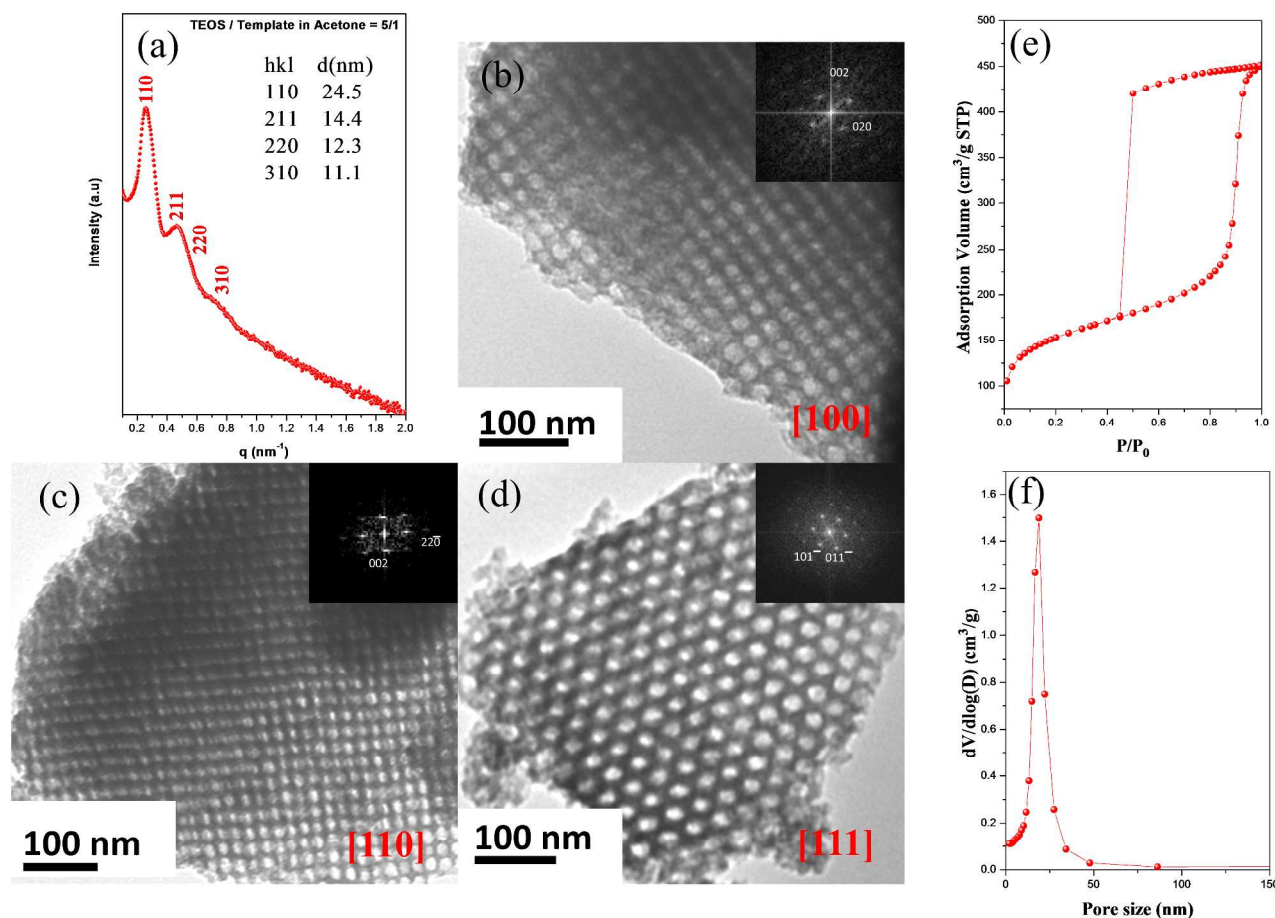 (a)
TEOS / Template in Acetone = 5/1
hkl d(nm)
110 24.5
211 14.4
220 12.3
310 11.1
110
211
220
310
Intensity (a.u)
0.2 0.4 0.6 0.8 1.0 1.2 1.4 1.6 1.8 2.0
q (nm⁻¹)
(b)
002
020
100 nm
[100]
(c)
22̅0
002
100 nm
[110]
(d)
101̅
011̅
100 nm
[111]
(e)
Adsorption Volume (cm³/g STP)
500
450
400
350
300
250
200
150
100
0.0 0.2 0.4 0.6 0.8 1.0
P/P₀
(f)
dV/dlog(D) (cm³/g)
1.6
1.4
1.2
1.0
0.8
0.6
0.4
0.2
0.0
0 50 100 150
Pore size (nm)